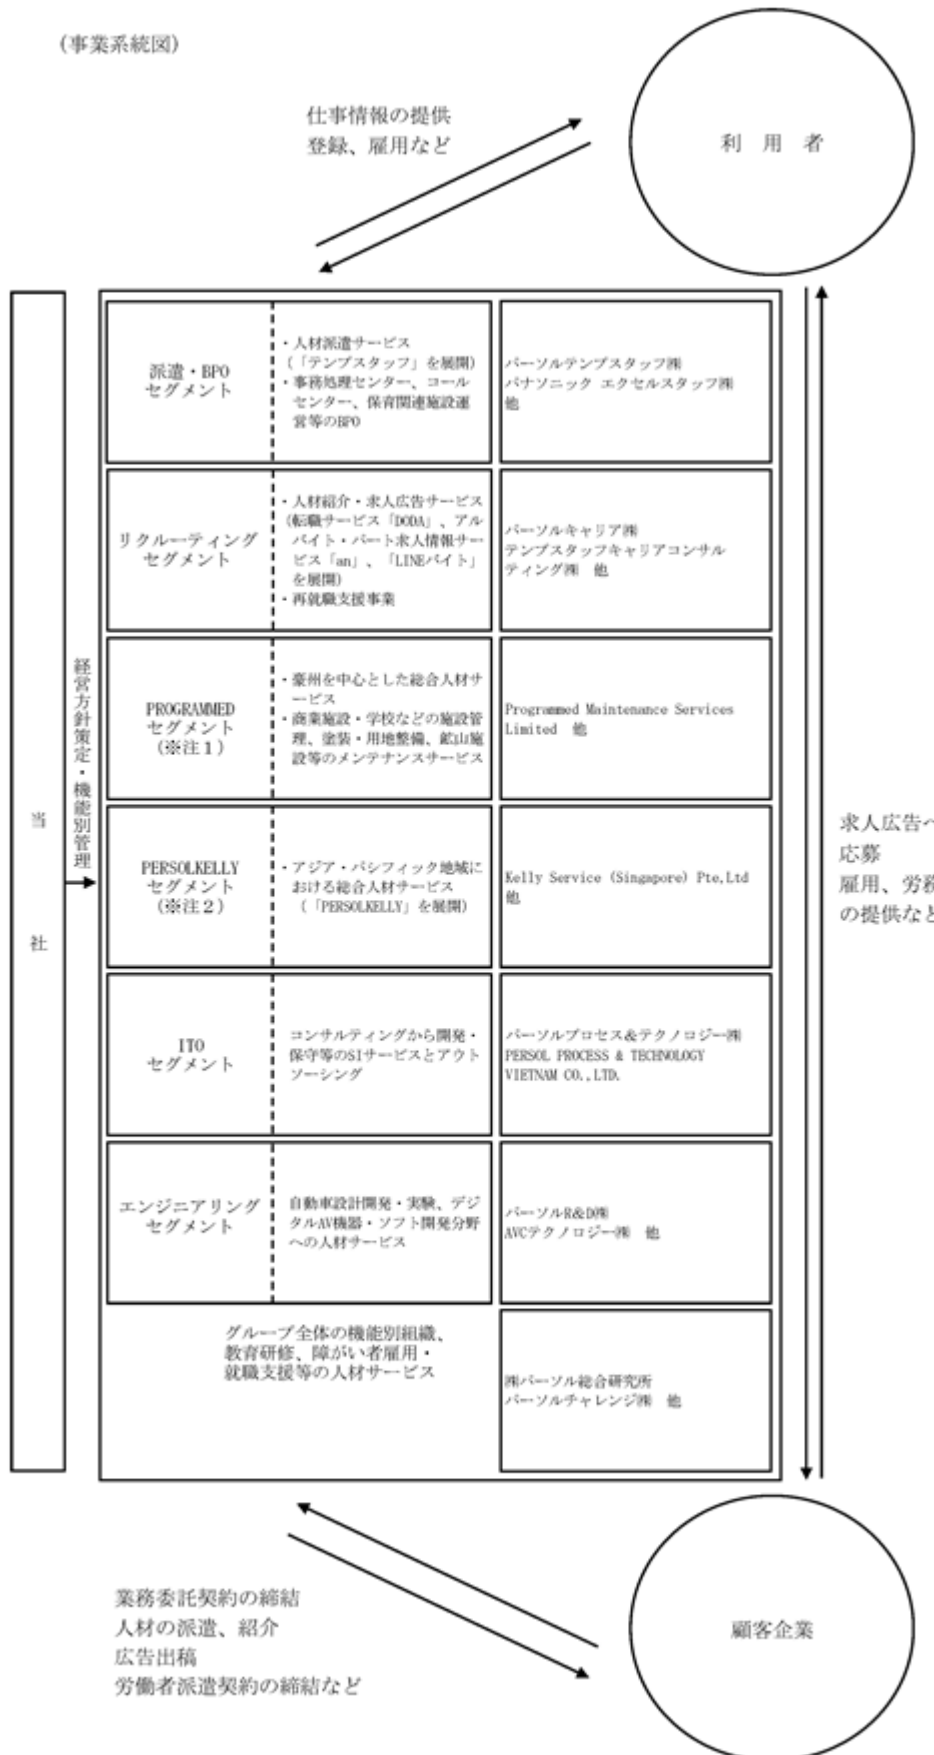 (事業系統図)
仕事情報の提供
登録、雇用など
利　用　者
派遣・BPO
セグメント
・人材派遣サービス
(「テンプスタッフ」を展開)
・事務処理センター、コール
センター、保育関連施設運
営等のBPO
パーソルテンプスタッフ㈱
パナソニック エクセルスタッフ㈱
他
リクルーティング
セグメント
・人材紹介・求人広告サービス
(転職サービス「DODA」、アル
バイト・パート求人情報サー
ビス「an」、「LINEバイト」
を展開)
・再就職支援事業
パーソルキャリア㈱
テンプスタッフキャリアコンサル
ティング㈱　他
PROGRAMMED
セグメント
(※注１)
・豪州を中心とした総合人材サ
ービス
・商業施設・学校などの施設管
理、塗装・用地整備、鉱山施
設等のメンテナンスサービス
Programmed Maintenance Services
Limited　他
経営方針策定・機能別管理
当社
PERSOLKELLY
セグメント
(※注２)
・アジア・パシフィック地域に
おける総合人材サービス
(「PERSOLKELLY」を展開)
Kelly Service (Singapore) Pte,Ltd
他
求人広告へ
応募
雇用、労務
の提供など
ITO
セグメント
コンサルティングから開発・
保守等のSIサービスとアウト
ソーシング
パーソルプロセス&テクノロジー㈱
PERSOL PROCESS & TECHNOLOGY
VIETNAM CO.,LTD.
エンジニアリング
セグメント
自動車設計開発・実験、デジ
タルAV機器・ソフト開発分野
への人材サービス
パーソルR&D㈱
AVCテクノロジー㈱　他
グループ全体の機能別組織、
教育研修、障がい者雇用・
就職支援等の人材サービス
㈱パーソル総合研究所
パーソルチャレンジ㈱　他
業務委託契約の締結
人材の派遣、紹介
広告出稿
労働者派遣契約の締結など
顧客企業